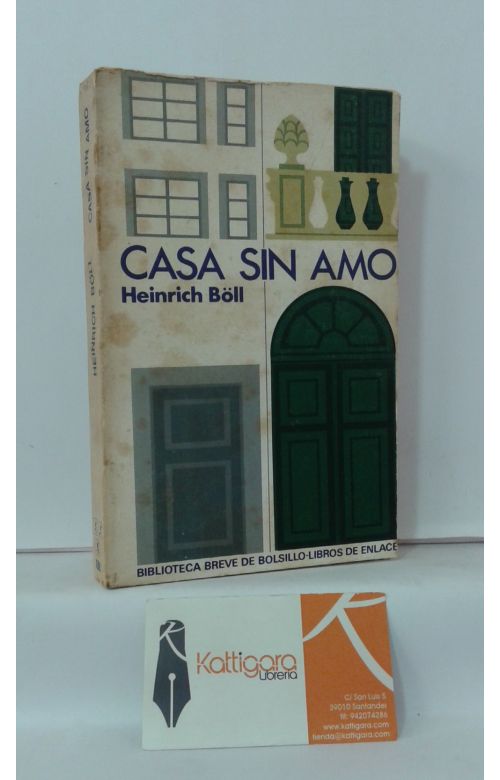 CASA SIN AMO
Heinrich Böll
BIBLIOTECA BREVE DE BOLSILLO-LIBROS DE ENLACE
HEINRICH BÖLL CASA SIN AMO
Kattigara
Librería
C/ San Luis 5
39010 Santander
Tlf: 942074286
www.kattigara.com
tienda@kattigara.com